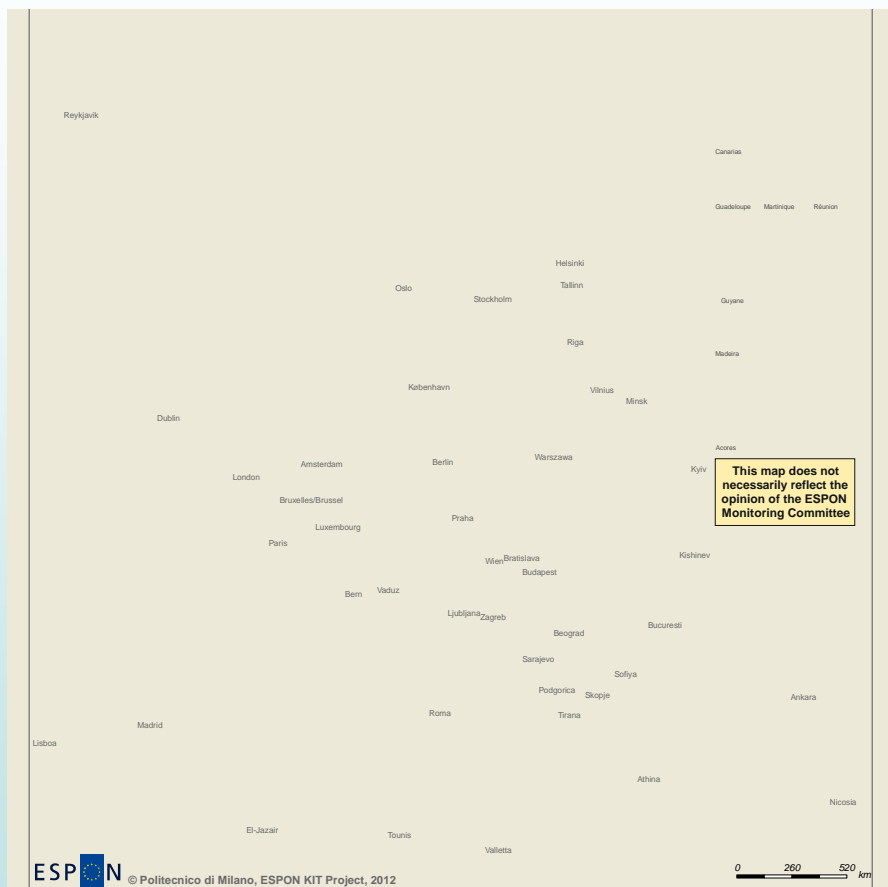 Reykjavik
Canarias
Guadeloupe Martinique Réunion
Helsinki
Tallinn
Oslo
Stockholm
Guyane
Riga
Madeira
København
Vilnius
Minsk
Dublin
Acores
Warszawa
Amsterdam
Berlin
Kyiv
London
This map does not
necessarily reflect the
opinion of the ESPON
Monitoring Committee
Bruxelles/Brussel
Praha
Luxembourg
Paris
Kishinev
Wien
Bratislava
Budapest
Bern
Vaduz
Ljubljana
Zagreb
Bucuresti
Beograd
Sarajevo
Sofiya
Podgorica
Skopje
Ankara
Roma
Tirana
Madrid
Lisboa
Athina
Nicosia
El-Jazair
Tounis
Valletta
0 260 520
km
ESPON
© Politecnico di Milano, ESPON KIT Project, 2012